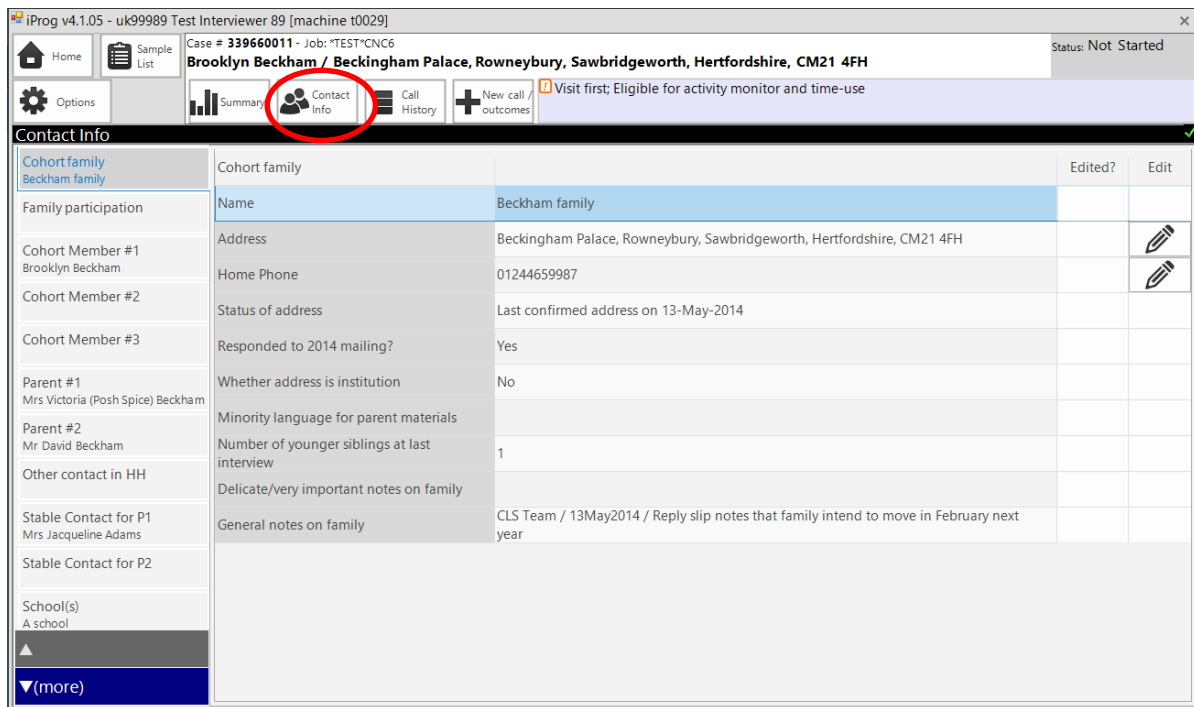 iProg v4.1.05 - uk99989 Test Interviewer 89 [machine t0029]
Home
Sample
List
Case # 339660011 - Job: *TEST*CNC6
Brooklyn Beckham / Beckingham Palace, Rowneybury, Sawbridgeworth, Hertfordshire, CM21 4FH
Status: Not Started
Options
Summary
Contact
Info
Call
History
New call /
outcomes
Visit first; Eligible for activity monitor and time-use
Contact Info
Cohort family
Beckham family
Family participation
Cohort Member #1
Brooklyn Beckham
Cohort Member #2
Cohort Member #3
Parent #1
Mrs Victoria (Posh Spice) Beckham
Parent #2
Mr David Beckham
Other contact in HH
Stable Contact for P1
Mrs Jacqueline Adams
Stable Contact for P2
School(s)
A school
▲
▼(more)
Cohort family
Edited?
Edit
Name
Beckham family
Address
Beckingham Palace, Rowneybury, Sawbridgeworth, Hertfordshire, CM21 4FH
Home Phone
01244659987
Status of address
Last confirmed address on 13-May-2014
Responded to 2014 mailing?
Yes
Whether address is institution
No
Minority language for parent materials
Number of younger siblings at last
interview
1
Delicate/very important notes on family
General notes on family
CLS Team / 13May2014 / Reply slip notes that family intend to move in February next
year